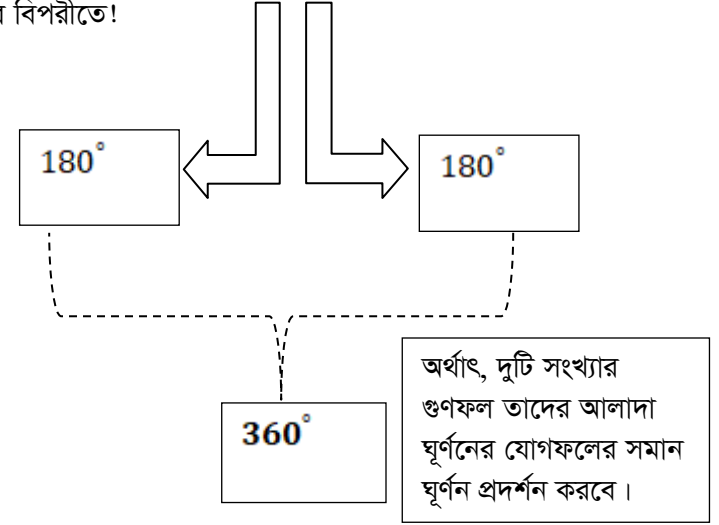 বিপরীতে!
180°
180°
360°
অর্থাৎ, দুটি সংখ্যার
গুণফল তাদের আলাদা
ঘূর্ণনের যোগফলের সমান
ঘূর্ণন প্রদর্শন করবে।